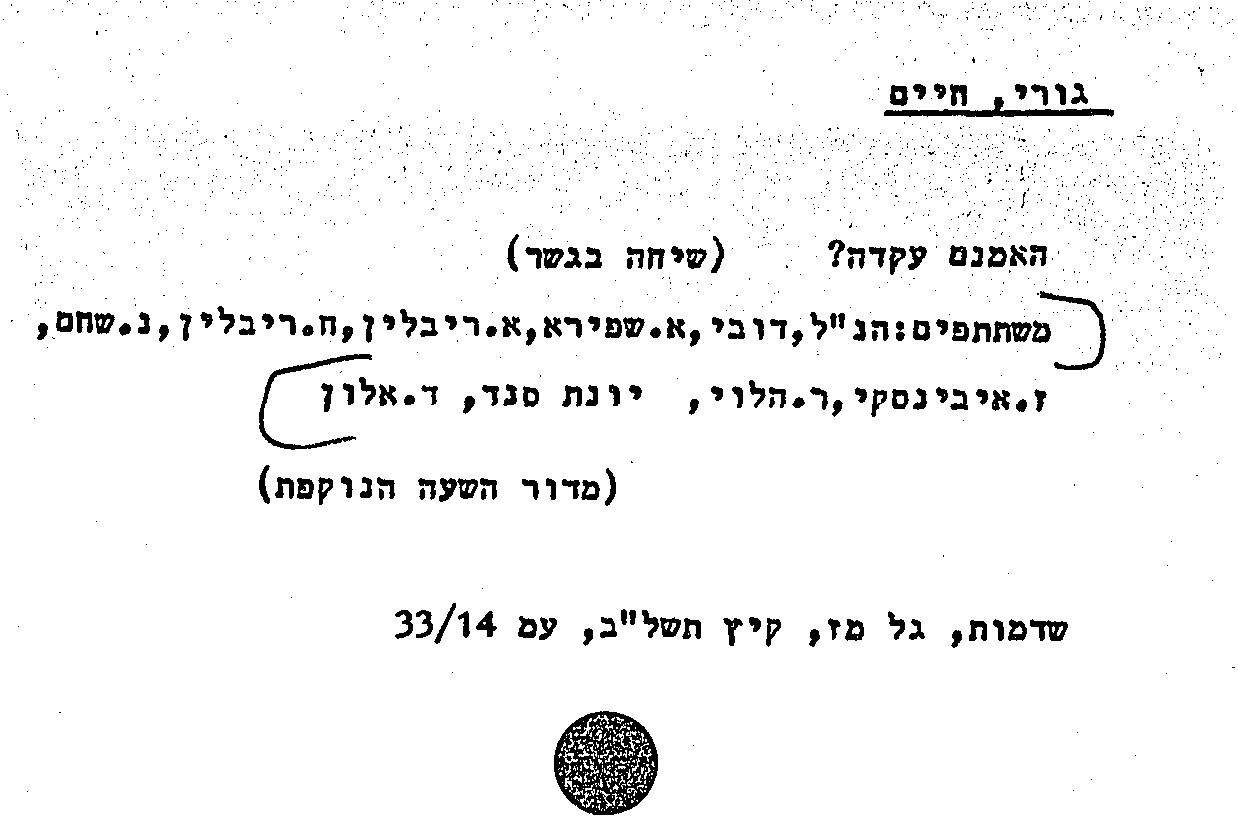 גורי, חיים
האמנם עקדה? (שיחה בגשר)
משתתפים:הנ"ל,דובי,א.שפירא,א.ריבלין,ח.ריבלין,נ.שחם,
ז.איבינסקי,ר.הלוי, יונת סנד, ד.אלון
(מדור השעה הנוקפת)
שדמות, גל מז, קיץ תשל"ב, עמ 33/14